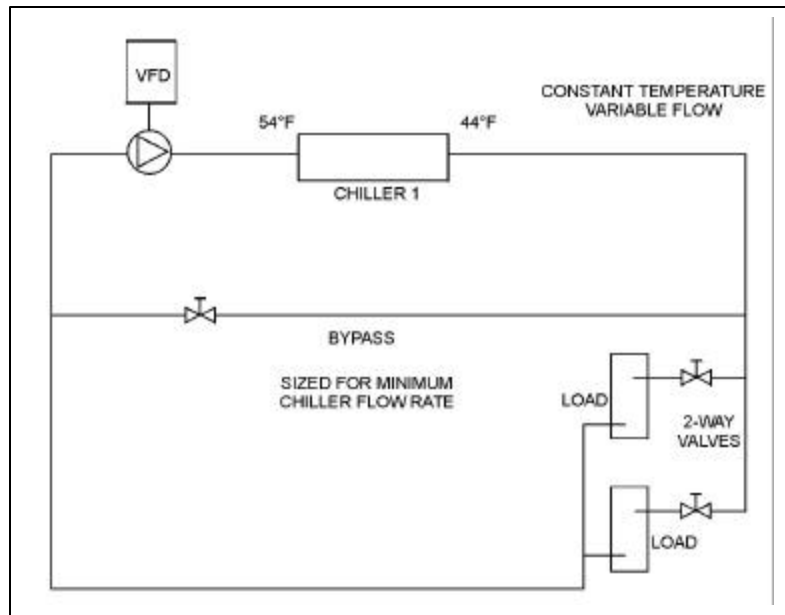 VFD
CONSTANT TEMPERATURE
VARIABLE FLOW
54°F
44°F
CHILLER 1
BYPASS
SIZED FOR MINIMUM
CHILLER FLOW RATE
LOAD
2-WAY
VALVES
LOAD